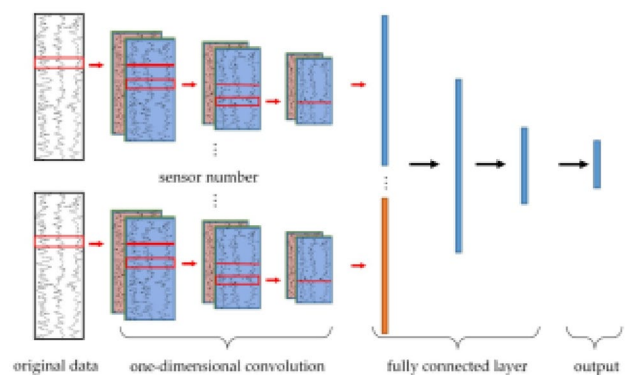 sensor number
original data
one-dimensional convolution
fully connected layer
output